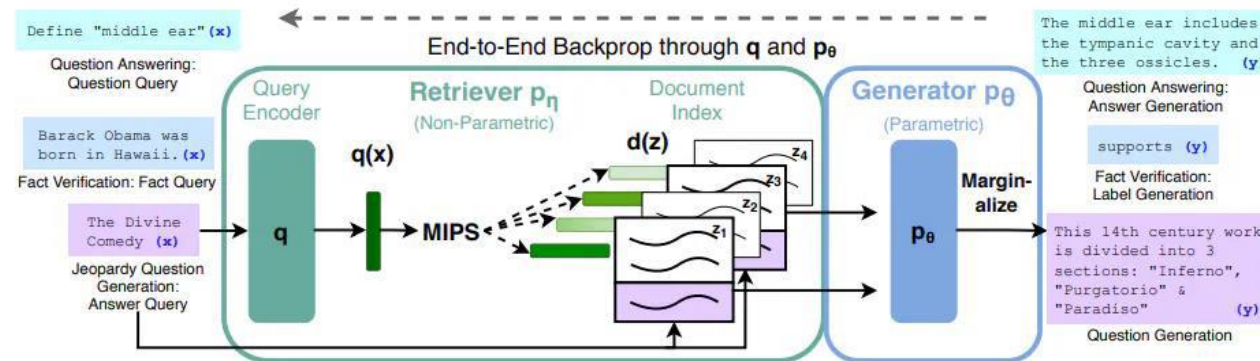 Define "middle ear" (x)
Question Answering:
Question Query
Barack Obama was
born in Hawaii. (x)
Fact Verification: Fact Query
The Divine
Comedy (x)
Jeopardy Question
Generation:
Answer Query
End-to-End Backprop through q and pθ
Query
Encoder
q
Retriever pη
(Non-Parametric)
q(x)
MIPS
Document
Index
d(z)
z4
z3
z2
z1
Generator pθ
(Parametric)
pθ
Margin-
alize
The middle ear includes
the tympanic cavity and
the three ossicles. (y
Question Answering:
Answer Generation
supports (y)
Fact Verification:
Label Generation
This 14th century work
is divided into 3
sections: "Inferno",
"Purgatorio" &
"Paradiso" (y)
Question Generation